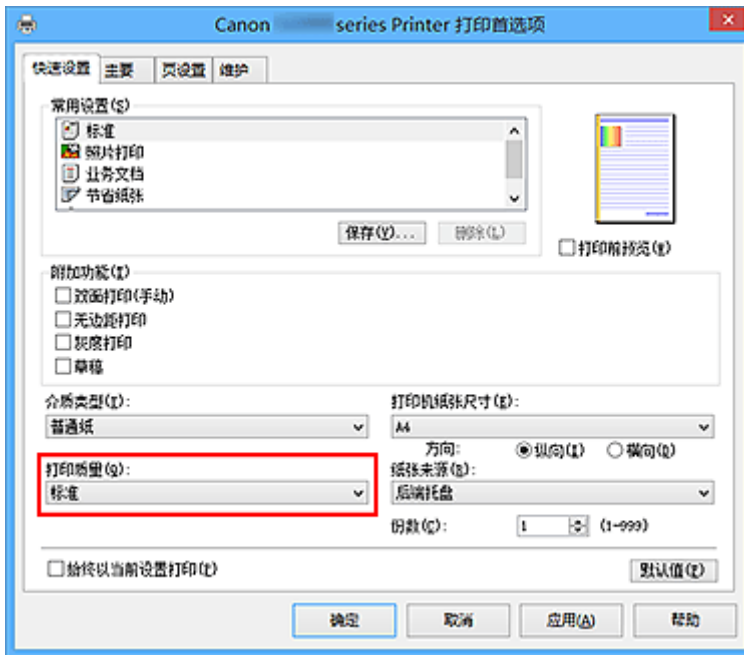 Canon series Printer 打印首选项
快速设置 主要 页设置 维护
常用设置(S)
标准
照片打印
业务文档
节省纸张
保存(V)... 删除(L)
打印前预览(W)
附加功能(I)
双面打印(手动)
无边距打印
灰度打印
草稿
介质类型(I): 打印机纸张尺寸(E):
普通纸 A4
方向: 纵向(I) 横向(D)
打印质量(Q): 纸张来源(B):
标准 后端托盘
份数(C): 1 (1-999)
始终以当前设置打印(L) 默认值(F)
确定 取消 应用(A) 帮助